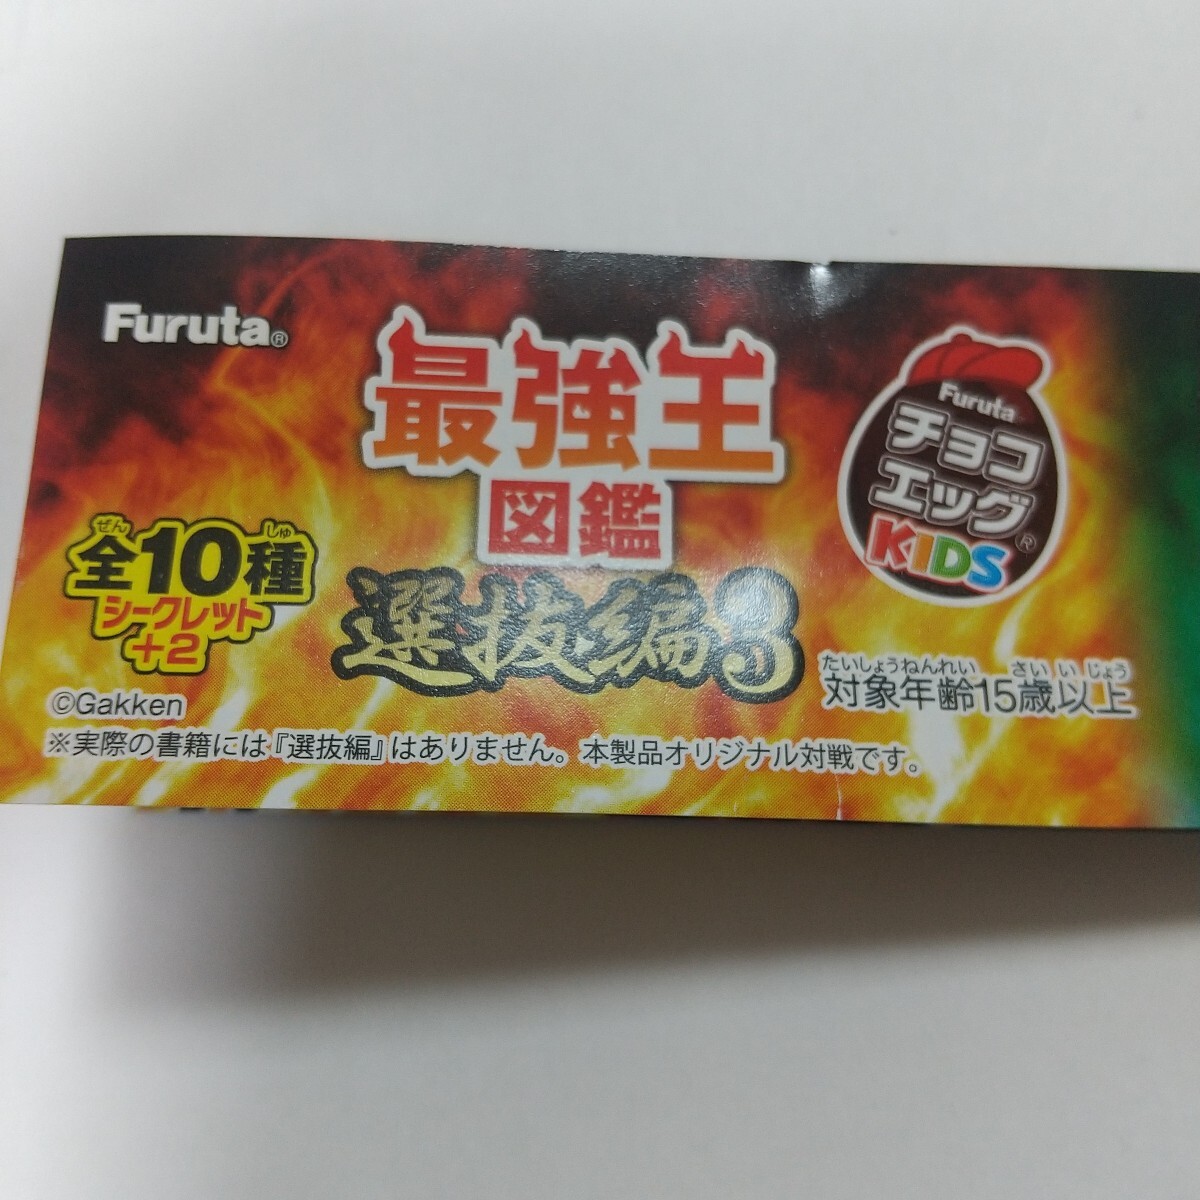 Furuta®
最強王
図鑑
選抜編3
ぜん しゅ
全10種
シークレット
+2
Furuta
チョコ
エッグ®
KIDS
たいしょうねんれい さい いじょう
対象年齢15歳以上
©Gakken
※実際の書籍には『選抜編』はありません。本製品オリジナル対戦です。